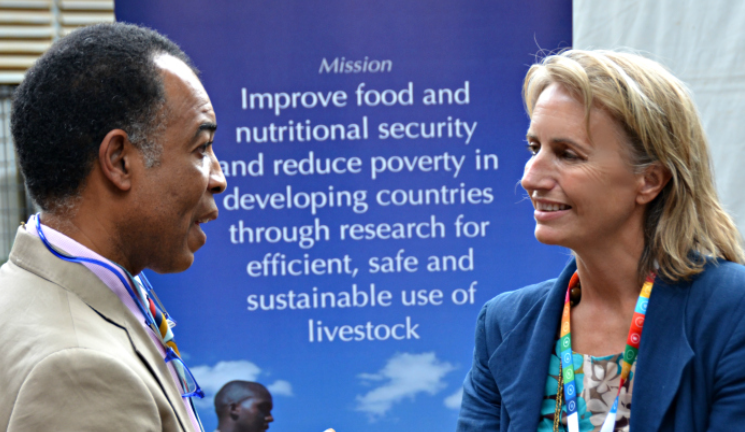 Mission
Improve food and
nutritional security
and reduce poverty in
developing countries
through research for
efficient, safe and
sustainable use of
livestock